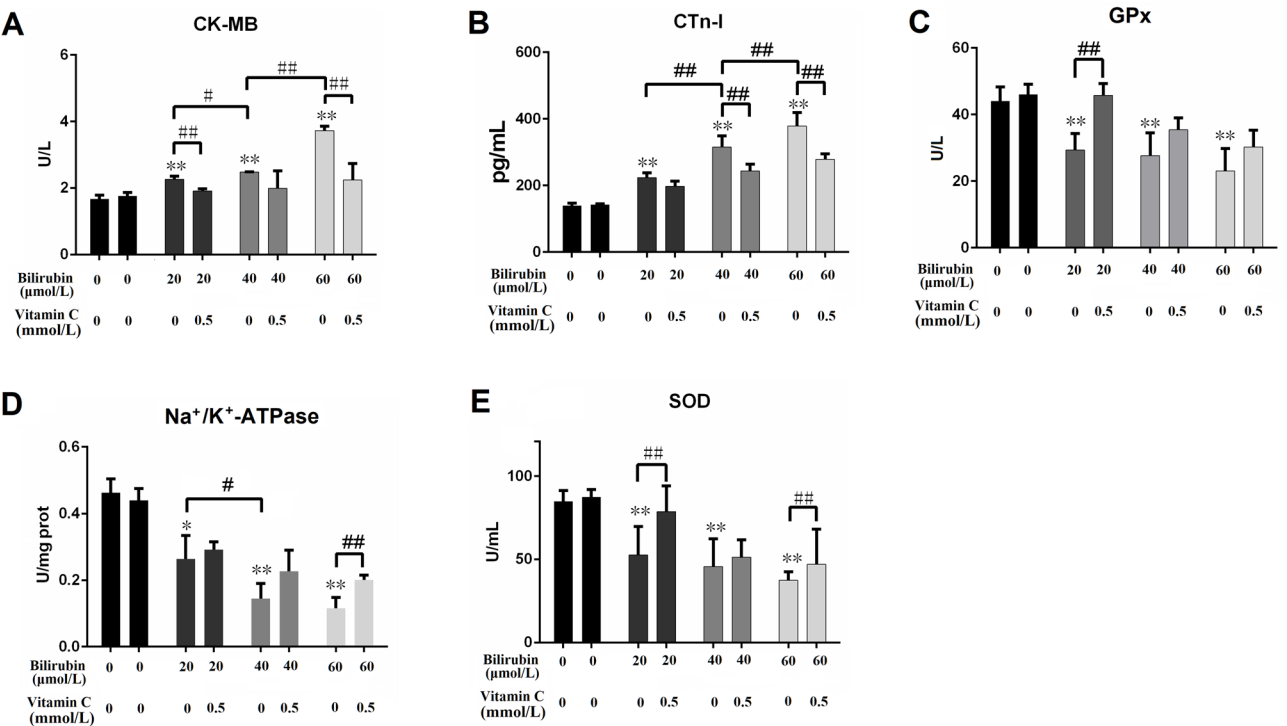 A
CK-MB
6
4
2
0
U/L
#
##
##
##
**
**
**
Bilirubin 0 0 20 20 40 40 60 60
(μmol/L)
Vitamin C 0 0 0 0.5 0 0.5 0 0.5
(mmol/L)
B
CTn-I
600
400
200
0
pg/mL
##
##
##
##
**
**
**
Bilirubin 0 0 20 20 40 40 60 60
(μmol/L)
Vitamin C 0 0 0 0.5 0 0.5 0 0.5
(mmol/L)
C
GPx
60
40
20
0
U/L
##
**
**
**
Bilirubin 0 0 20 20 40 40 60 60
(μmol/L)
Vitamin C 0 0 0 0.5 0 0.5 0 0.5
(mmol/L)
D
Na⁺/K⁺-ATPase
0.6
0.4
0.2
0.0
U/mg prot
#
##
*
**
**
Bilirubin 0 0 20 20 40 40 60 60
(μmol/L)
Vitamin C 0 0 0 0.5 0 0.5 0 0.5
(mmol/L)
E
SOD
100
50
0
U/mL
##
##
**
**
**
Bilirubin 0 0 20 20 40 40 60 60
(μmol/L)
Vitamin C 0 0 0 0.5 0 0.5 0 0.5
(mmol/L)